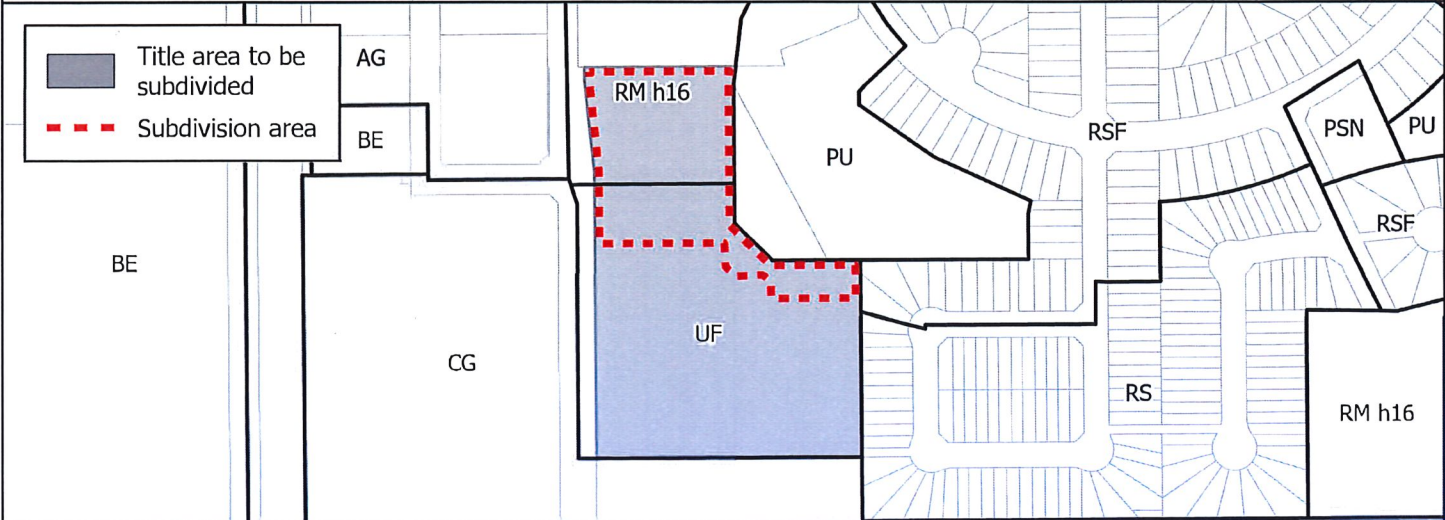 Title area to be
subdivided
Subdivision area
AG
BE
BE
CG
RM h16
UF
PU
RSF
PSN
PU
RSF
RS
RM h16